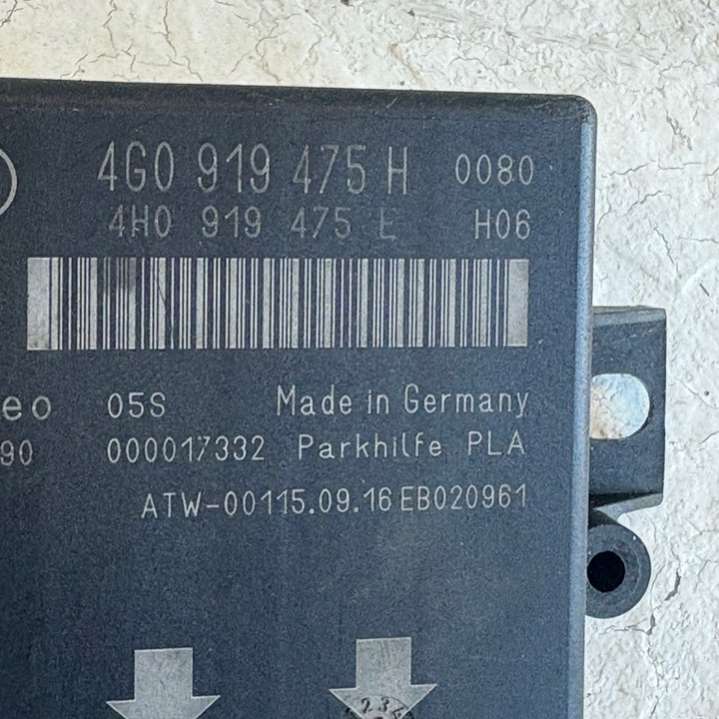 4G0 919 475 H 0080
4H0 919 475 E H06
eo 05S Made in Germany
90 000017332 Parkhilfe PLA
ATW-00115.09.16 EB020961
234